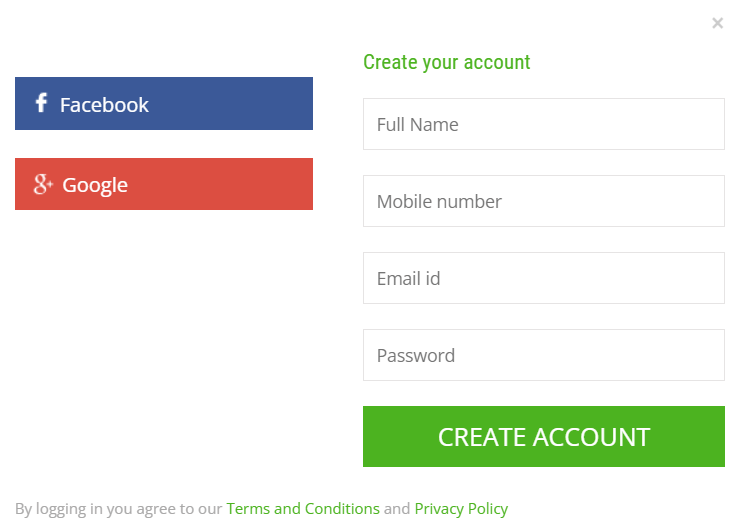 Facebook
Google
Create your account
Full Name
Mobile number
Email id
Password
CREATE ACCOUNT
By logging in you agree to our Terms and Conditions and Privacy Policy